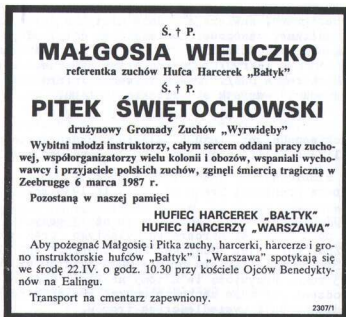 Ś. † P.
MAŁGOSIA WIELICZKO
referentka zuchów Hufca Harcerek „Bałtyk”
Ś. † P.
PITEK ŚWIĘTOCHOWSKI
drużynowy Gromady Zuchów „Wyrwidęby”
Wybitni młodzi instruktorzy, całym sercem oddani pracy zucho-
wej, współorganizatorzy wielu kolonii i obozów, wspaniali wycho-
wawcy i przyjaciele polskich zuchów, zginęli śmiercią tragiczną w
Zeebrugge 6 marca 1987 r.
Pozostaną w naszej pamięci
HUFIEC HARCEREK „BAŁTYK”
HUFIEC HARCERZY „WARSZAWA”
Aby pożegnać Małgosię i Pitka zuchy, harcerki, harcerze i gro-
no instruktorskie hufców „Bałtyk” i „Warszawa” spotykają się
we środę 22.IV. o godz. 10.30 przy kościele Ojców Benedykty-
nów na Ealingu.
Transport na cmentarz zapewniony.
2307/1